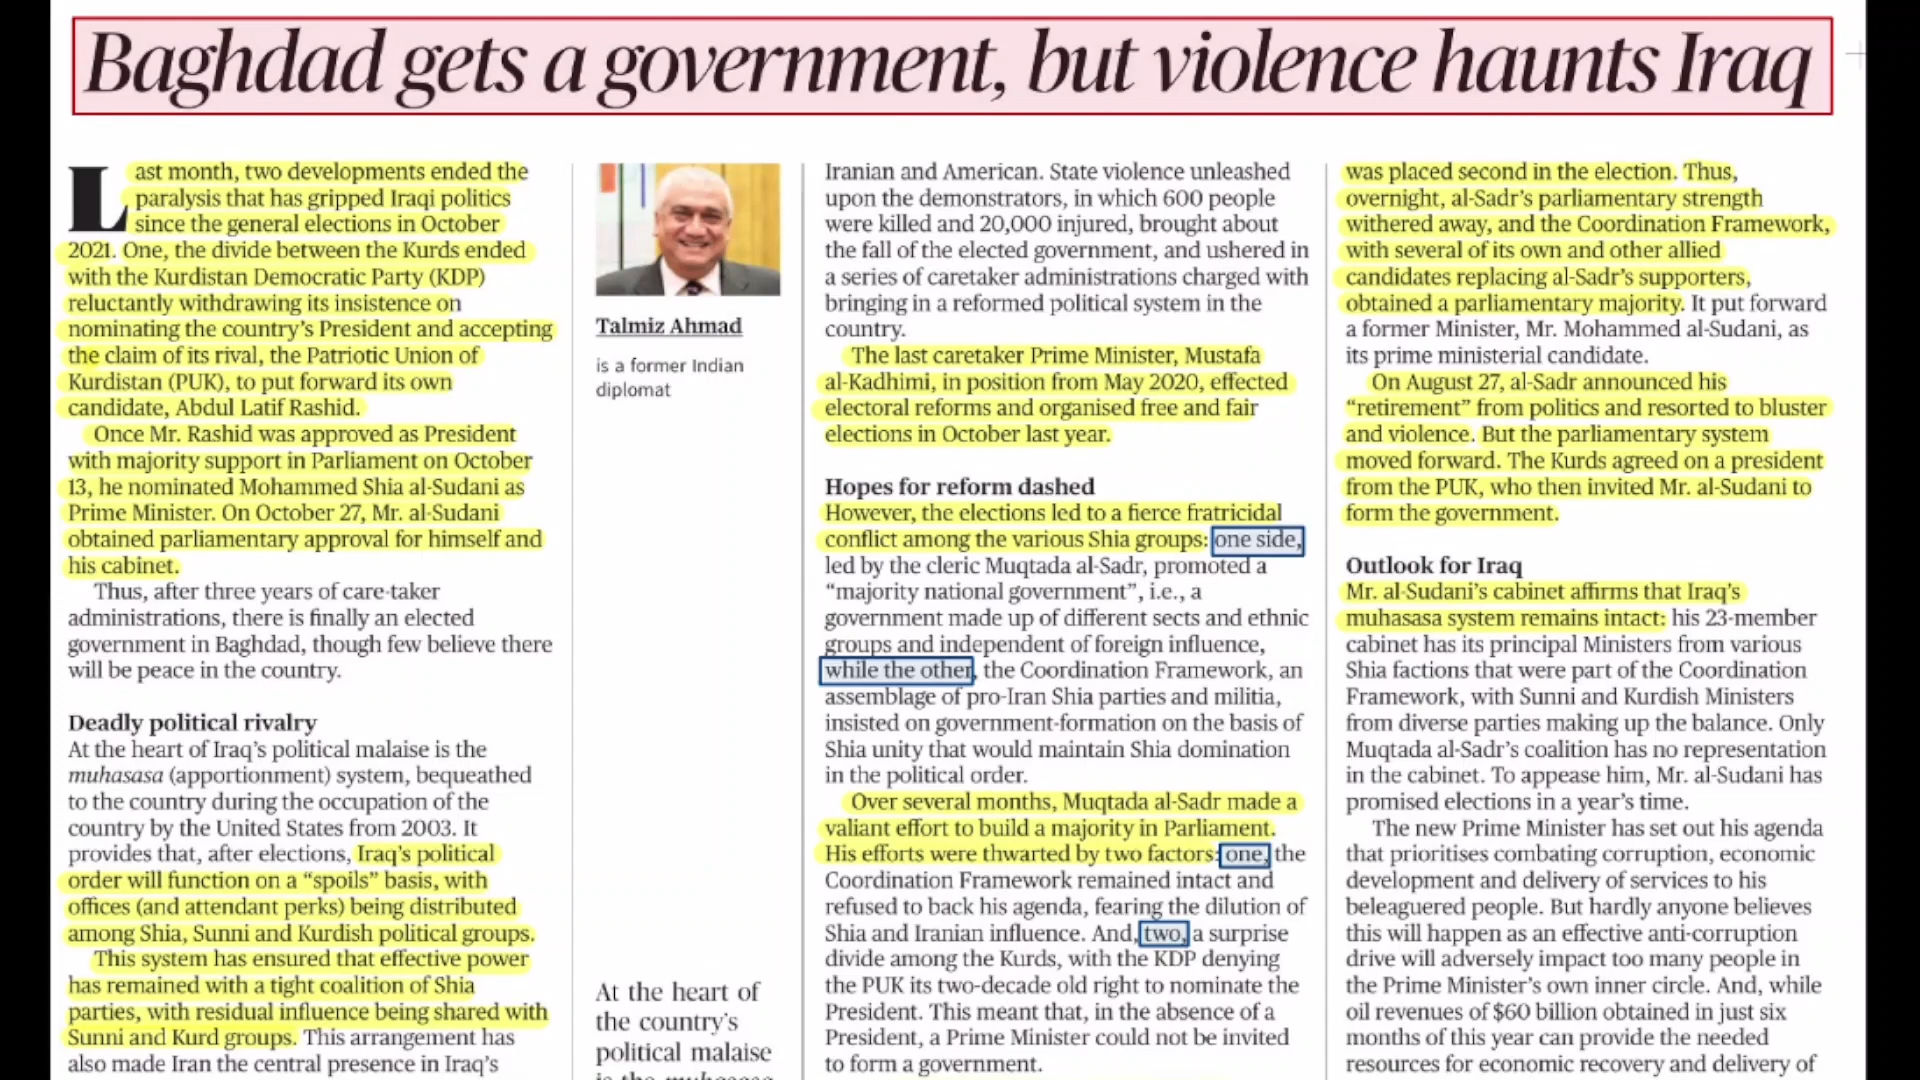 Baghdad gets a government, but violence haunts Iraq
Last month, two developments ended the
paralysis that has gripped Iraqi politics
since the general elections in October
2021. One, the divide between the Kurds ended
with the Kurdistan Democratic Party (KDP)
reluctantly withdrawing its insistence on
nominating the country's President and accepting
the claim of its rival, the Patriotic Union of
Kurdistan (PUK), to put forward its own
candidate, Abdul Latif Rashid.
Once Mr. Rashid was approved as President
with majority support in Parliament on October
13, he nominated Mohammed Shia al-Sudani as
Prime Minister. On October 27, Mr. al-Sudani
obtained parliamentary approval for himself and
his cabinet.
Thus, after three years of care-taker
administrations, there is finally an elected
government in Baghdad, though few believe there
will be peace in the country.
Deadly political rivalry
At the heart of Iraq's political malaise is the
muhasasa (apportionment) system, bequeathed
to the country during the occupation of the
country by the United States from 2003. It
provides that, after elections, Iraq's political
order will function on a “spoils” basis, with
offices (and attendant perks) being distributed
among Shia, Sunni and Kurdish political groups.
This system has ensured that effective power
has remained with a tight coalition of Shia
parties, with residual influence being shared with
Sunni and Kurd groups. This arrangement has
also made Iran the central presence in Iraq's
Talmiz Ahmad
is a former Indian
diplomat
At the heart of
the country's
political malaise
is the muhasasa
Iranian and American. State violence unleashed
upon the demonstrators, in which 600 people
were killed and 20,000 injured, brought about
the fall of the elected government, and ushered in
a series of caretaker administrations charged with
bringing in a reformed political system in the
country.
The last caretaker Prime Minister, Mustafa
al-Kadhimi, in position from May 2020, effected
electoral reforms and organised free and fair
elections in October last year.
Hopes for reform dashed
However, the elections led to a fierce fratricidal
conflict among the various Shia groups: one side,
led by the cleric Muqtada al-Sadr, promoted a
“majority national government”, i.e., a
government made up of different sects and ethnic
groups and independent of foreign influence,
while the other, the Coordination Framework, an
assemblage of pro-Iran Shia parties and militia,
insisted on government-formation on the basis of
Shia unity that would maintain Shia domination
in the political order.
Over several months, Muqtada al-Sadr made a
valiant effort to build a majority in Parliament.
His efforts were thwarted by two factors: one, the
Coordination Framework remained intact and
refused to back his agenda, fearing the dilution of
Shia and Iranian influence. And, two, a surprise
divide among the Kurds, with the KDP denying
the PUK its two-decade old right to nominate the
President. This meant that, in the absence of a
President, a Prime Minister could not be invited
to form a government.
was placed second in the election. Thus,
overnight, al-Sadr's parliamentary strength
withered away, and the Coordination Framework,
with several of its own and other allied
candidates replacing al-Sadr's supporters,
obtained a parliamentary majority. It put forward
a former Minister, Mr. Mohammed al-Sudani, as
its prime ministerial candidate.
On August 27, al-Sadr announced his
“retirement” from politics and resorted to bluster
and violence. But the parliamentary system
moved forward. The Kurds agreed on a president
from the PUK, who then invited Mr. al-Sudani to
form the government.
Outlook for Iraq
Mr. al-Sudani's cabinet affirms that Iraq's
muhasasa system remains intact: his 23-member
cabinet has its principal Ministers from various
Shia factions that were part of the Coordination
Framework, with Sunni and Kurdish Ministers
from diverse parties making up the balance. Only
Muqtada al-Sadr's coalition has no representation
in the cabinet. To appease him, Mr. al-Sudani has
promised elections in a year's time.
The new Prime Minister has set out his agenda
that prioritises combating corruption, economic
development and delivery of services to his
beleaguered people. But hardly anyone believes
this will happen as an effective anti-corruption
drive will adversely impact too many people in
the Prime Minister's own inner circle. And, while
oil revenues of $60 billion obtained in just six
months of this year can provide the needed
resources for economic recovery and delivery of